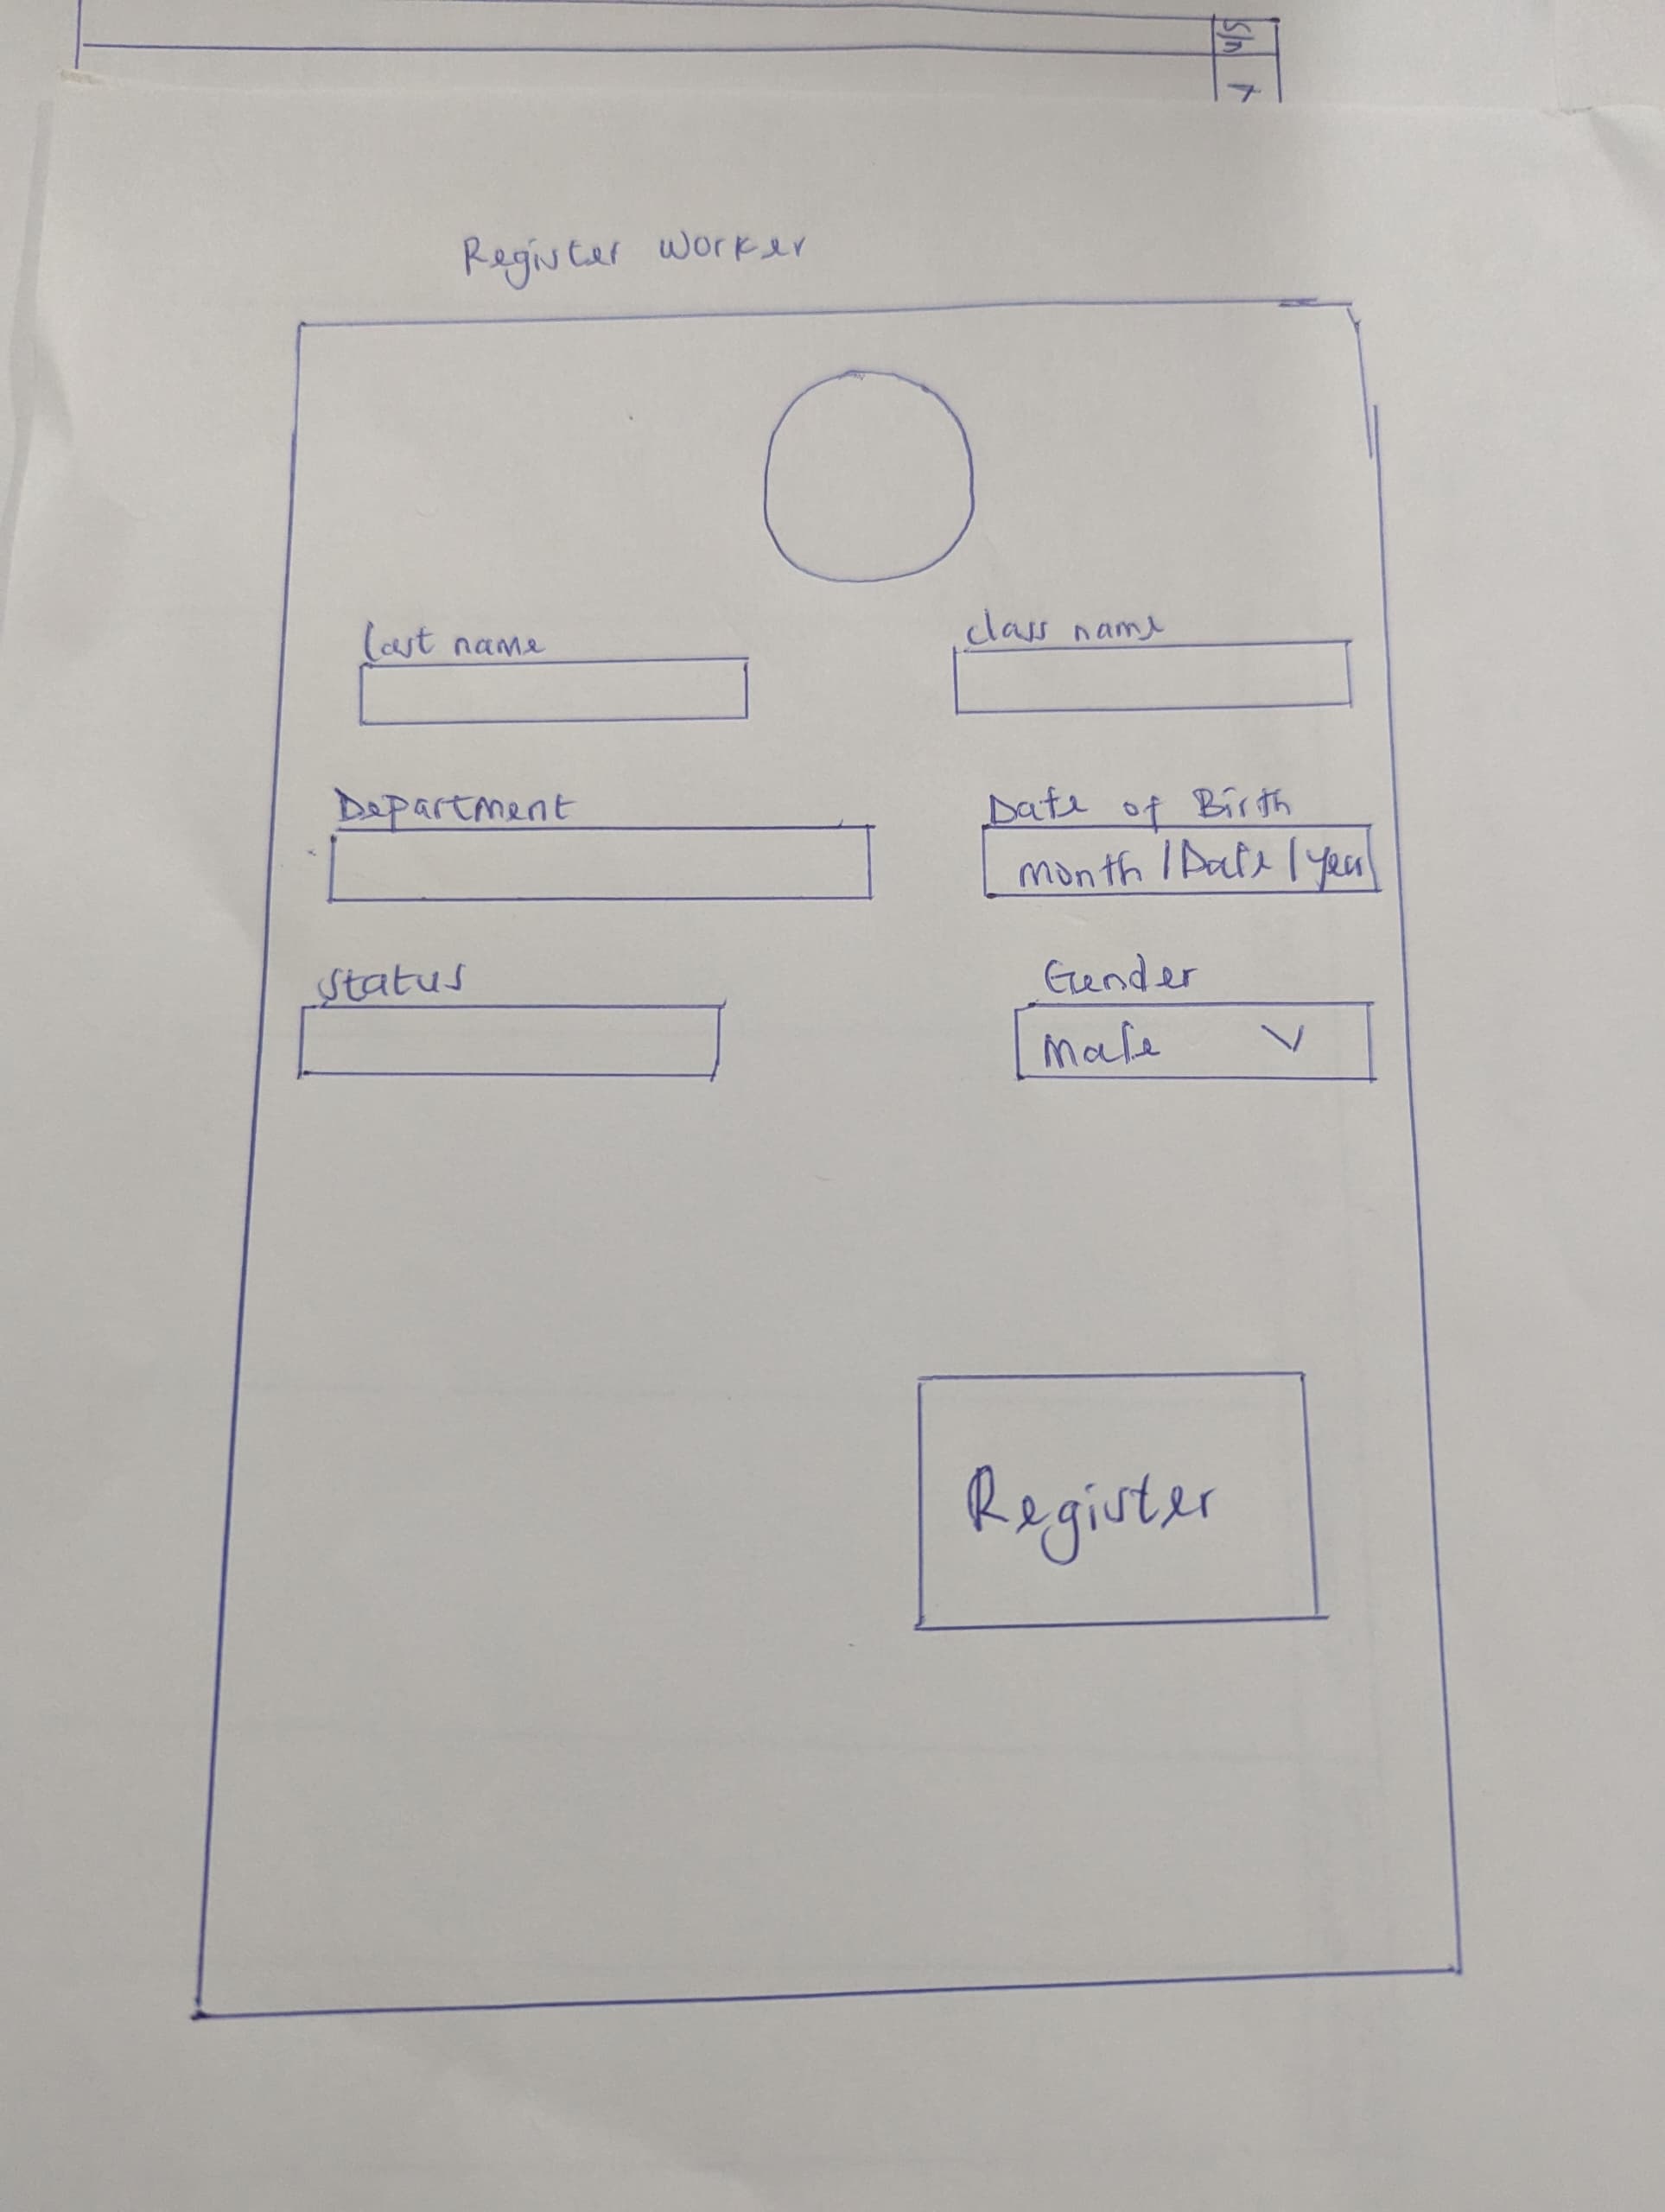 S/N
Register Worker
last name
class name
Department
Date of Birth
month / Date / year
Status
Gender
Male
Register